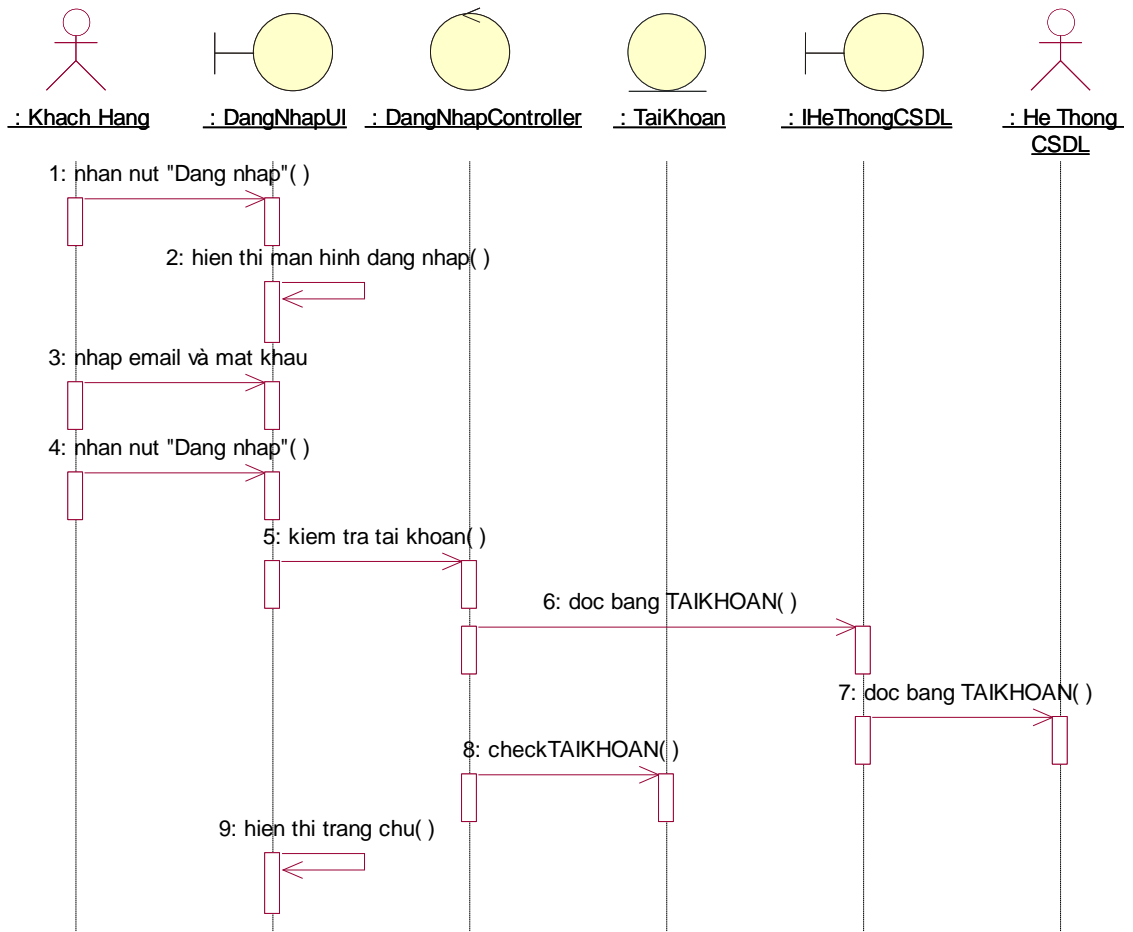 : Khach Hang
: DangNhapUI
: DangNhapController
: TaiKhoan
: IHeThongCSDL
: He Thong
CSDL
1: nhan nut "Dang nhap"( )
2: hien thi man hinh dang nhap( )
3: nhap email và mat khau
4: nhan nut "Dang nhap"( )
5: kiem tra tai khoan( )
6: doc bang TAIKHOAN( )
7: doc bang TAIKHOAN( )
8: checkTAIKHOAN( )
9: hien thi trang chu( )